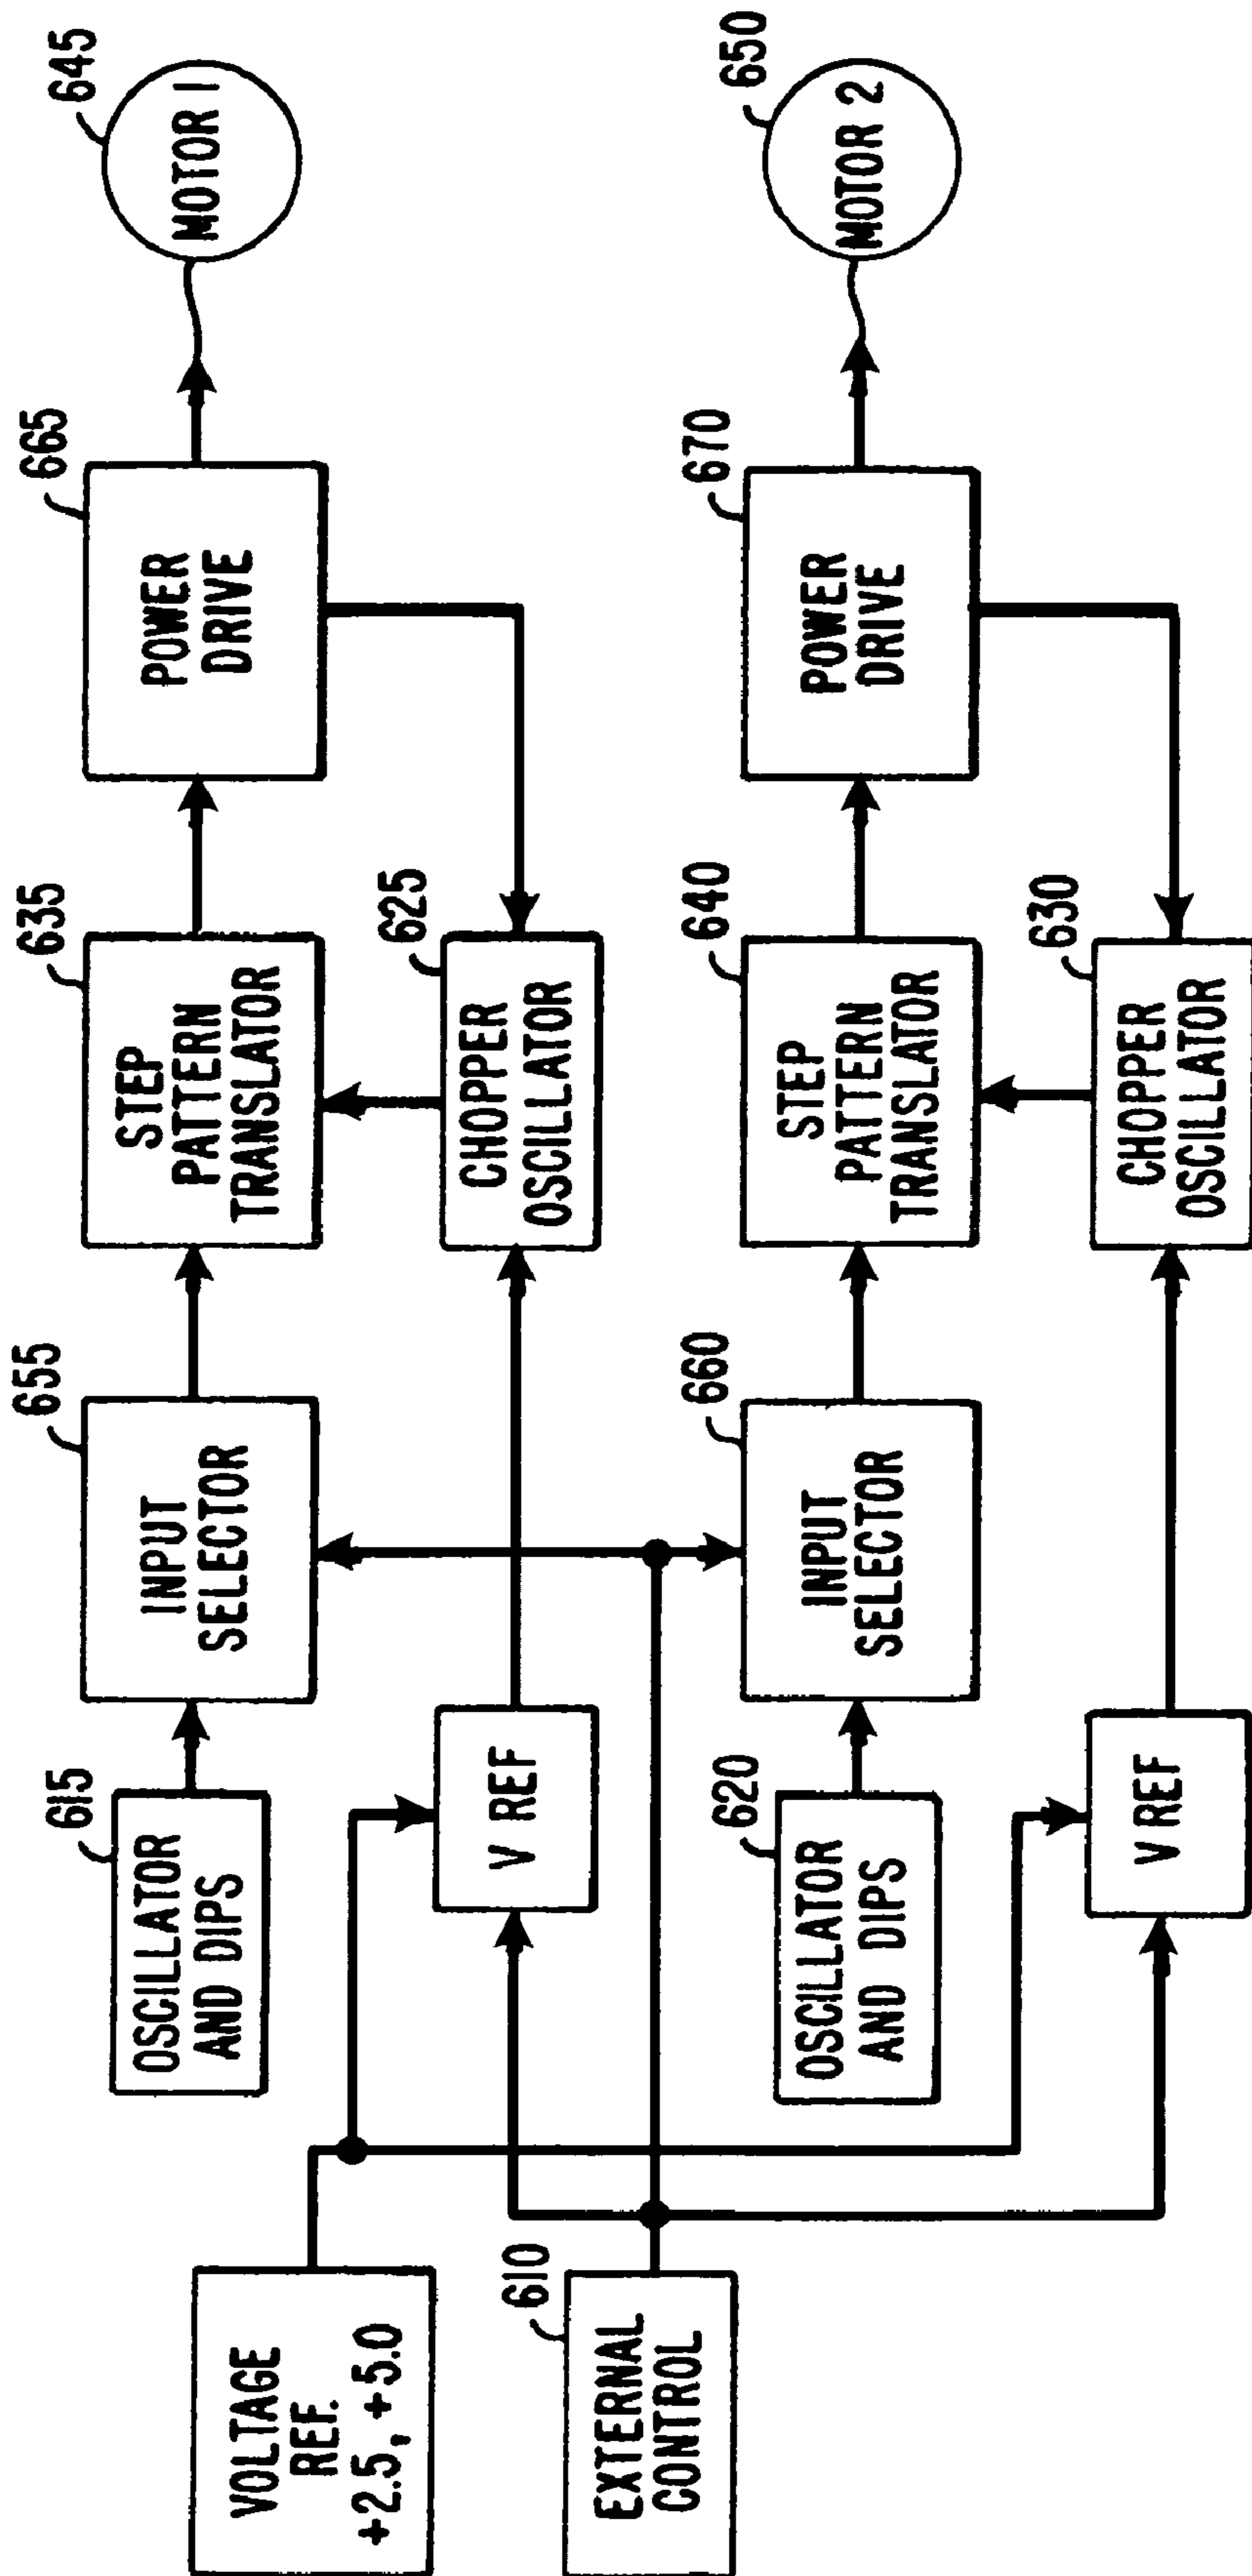 645
MOTOR 1
665
POWER
DRIVE
635
STEP
PATTERN
TRANSLATOR
625
CHOPPER
OSCILLATOR
655
INPUT
SELECTOR
615
OSCILLATOR
AND DIPS
V REF
VOLTAGE
REF.
+2.5, +5.0
610
EXTERNAL
CONTROL
650
MOTOR 2
670
POWER
DRIVE
640
STEP
PATTERN
TRANSLATOR
630
CHOPPER
OSCILLATOR
660
INPUT
SELECTOR
620
OSCILLATOR
AND DIPS
V REF